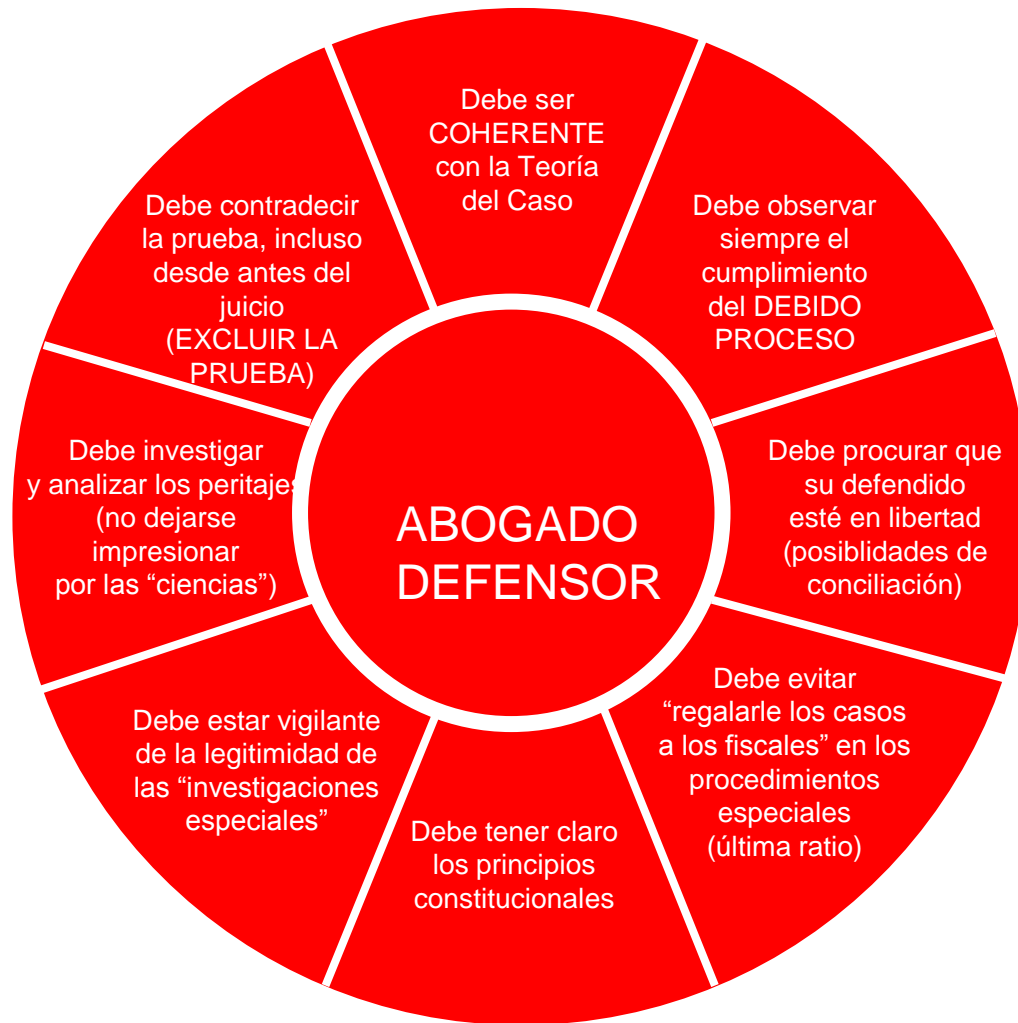 Debe ser
COHERENTE
con la Teoría
del Caso
Debe observar
siempre el
cumplimiento
del DEBIDO
PROCESO
Debe procurar que
su defendido
esté en libertad
(posiblidades de
conciliación)
Debe evitar
“regalarle los casos
a los fiscales” en los
procedimientos
especiales
(última ratio)
Debe tener claro
los principios
constitucionales
Debe estar vigilante
de la legitimidad de
las “investigaciones
especiales”
Debe investigar
y analizar los peritajes
(no dejarse
impresionar
por las “ciencias”)
Debe contradecir
la prueba, incluso
desde antes del
juicio
(EXCLUIR LA
PRUEBA)
ABOGADO
DEFENSOR